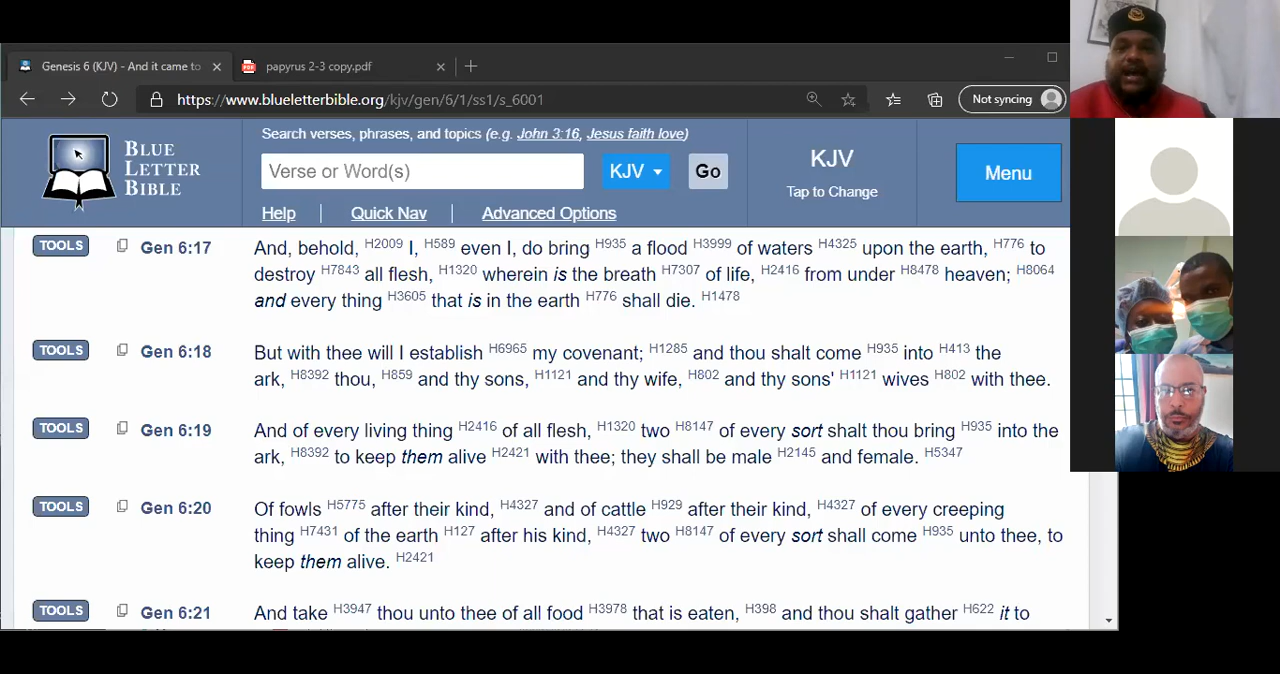 Genesis 6 (KJV) - And it came to
papyrus 2-3 copy.pdf
https://www.blueletterbible.org/kjv/gen/6/1/ss1/s_6001
Not syncing
BLUE
LETTER
BIBLE
Search verses, phrases, and topics (e.g. John 3:16, Jesus faith love)
Verse or Word(s)
KJV
Go
Help | Quick Nav | Advanced Options
KJV
Tap to Change
Menu
TOOLS Gen 6:17 And, behold, H2009 I, H589 even I, do bring H935 a flood H3999 of waters H4325 upon the earth, H776 to
destroy H7843 all flesh, H1320 wherein is the breath H7307 of life, H2416 from under H8478 heaven; H8064
and every thing H3605 that is in the earth H776 shall die. H1478
TOOLS Gen 6:18 But with thee will I establish H6965 my covenant; H1285 and thou shalt come H935 into H413 the
ark, H8392 thou, H859 and thy sons, H1121 and thy wife, H802 and thy sons' H1121 wives H802 with thee.
TOOLS Gen 6:19 And of every living thing H2416 of all flesh, H1320 two H8147 of every sort shalt thou bring H935 into the
ark, H8392 to keep them alive H2421 with thee; they shall be male H2145 and female. H5347
TOOLS Gen 6:20 Of fowls H5775 after their kind, H4327 and of cattle H929 after their kind, H4327 of every creeping
thing H7431 of the earth H127 after his kind, H4327 two H8147 of every sort shall come H935 unto thee, to
keep them alive. H2421
TOOLS Gen 6:21 And take H3947 thou unto thee of all food H3978 that is eaten, H398 and thou shalt gather H622 it to